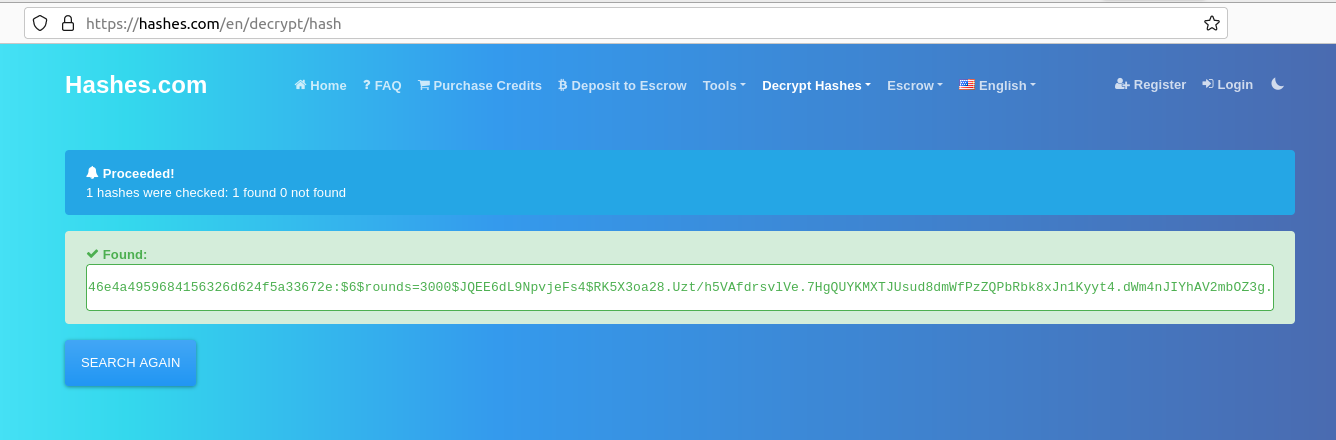 https://hashes.com/en/decrypt/hash
Hashes.com Home ? FAQ Purchase Credits Deposit to Escrow Tools Decrypt Hashes Escrow English Register Login
Proceeded!
1 hashes were checked: 1 found 0 not found
Found:
46e4a4959684156326d624f5a33672e:$6$rounds=3000$JQEE6dL9NpvjeFs4$RK5X3oa28.Uzt/h5VAfdrsvlVe.7HgQUYKMXTJUsud8dmWfPzZQPbRbk8xJn1Kyyt4.dWm4nJIYhAV2mbOZ3g.
SEARCH AGAIN